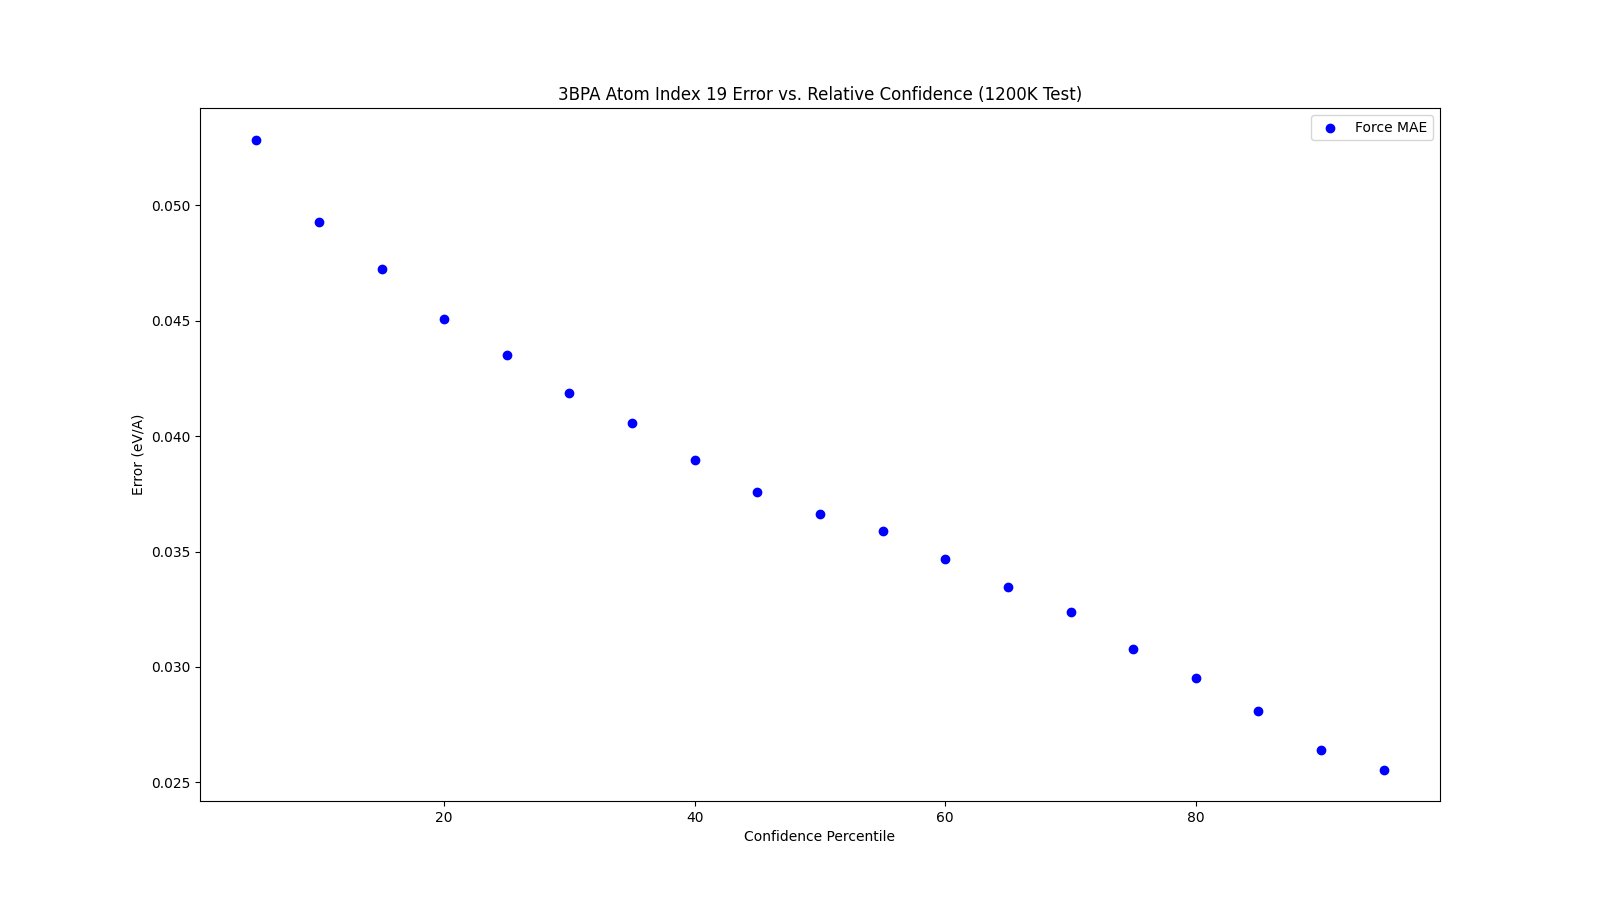 3BPA Atom Index 19 Error vs. Relative Confidence (1200K Test)
Force MAE
0.050
0.045
0.040
0.035
0.030
0.025
Error (eV/A)
20 40 60 80
Confidence Percentile